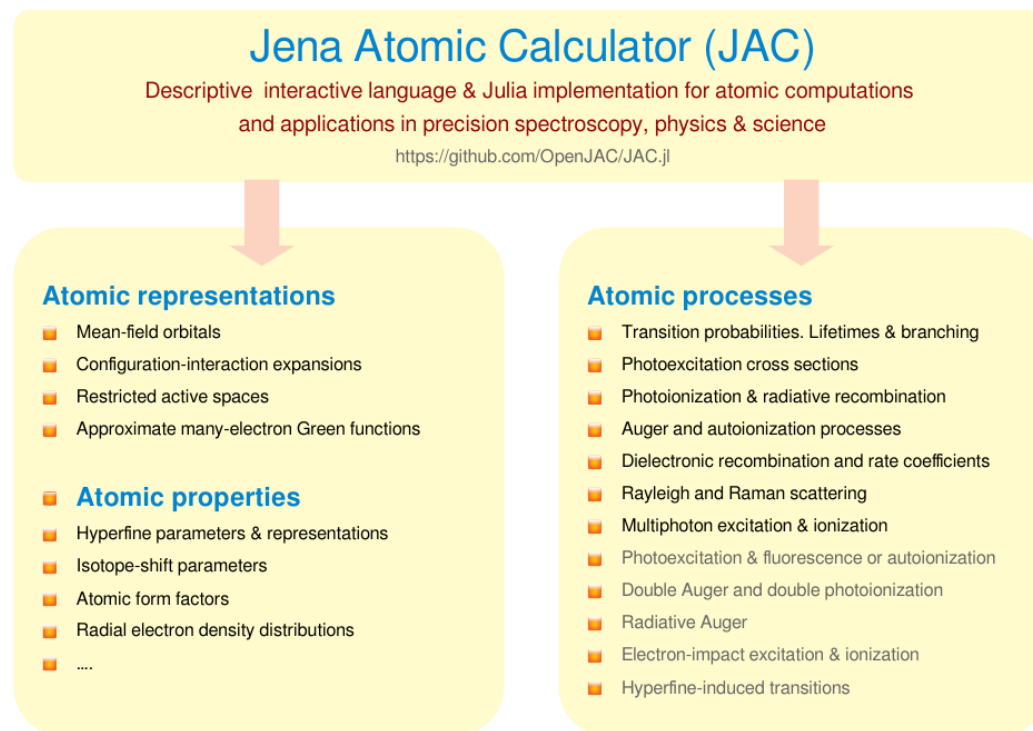 Jena Atomic Calculator (JAC)
Descriptive interactive language & Julia implementation for atomic computations
and applications in precision spectroscopy, physics & science
https://github.com/OpenJAC/JAC.jl
Atomic representations
Mean-field orbitals
Configuration-interaction expansions
Restricted active spaces
Approximate many-electron Green functions
Atomic properties
Hyperfine parameters & representations
Isotope-shift parameters
Atomic form factors
Radial electron density distributions
....
Atomic processes
Transition probabilities. Lifetimes & branching
Photoexcitation cross sections
Photoionization & radiative recombination
Auger and autoionization processes
Dielectronic recombination and rate coefficients
Rayleigh and Raman scattering
Multiphoton excitation & ionization
Photoexcitation & fluorescence or autoionization
Double Auger and double photoionization
Radiative Auger
Electron-impact excitation & ionization
Hyperfine-induced transitions